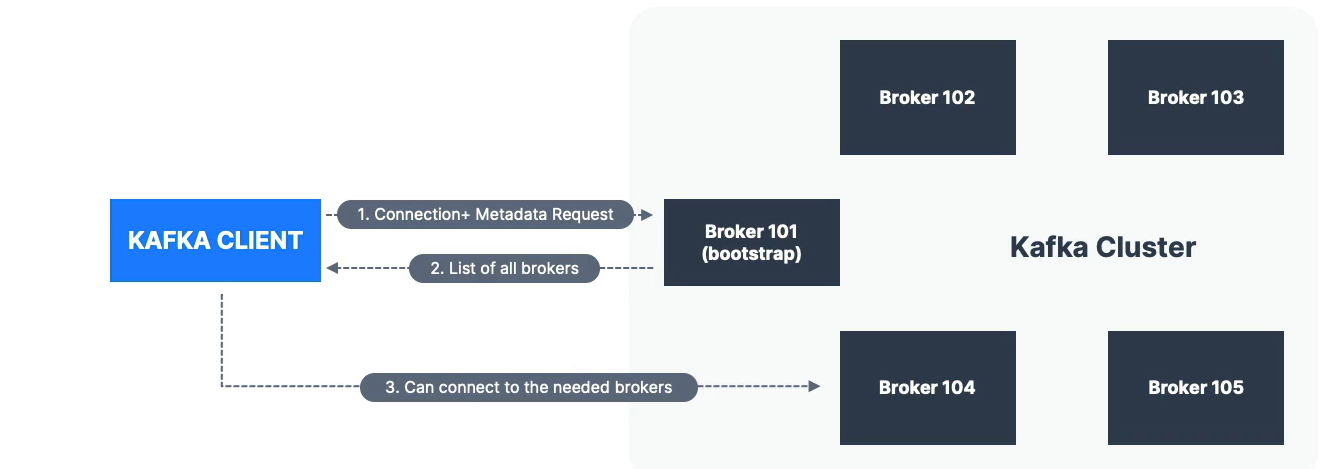 Broker 102
Broker 103
KAFKA CLIENT
1. Connection+ Metadata Request
Broker 101
(bootstrap)
2. List of all brokers
Kafka Cluster
3. Can connect to the needed brokers
Broker 104
Broker 105